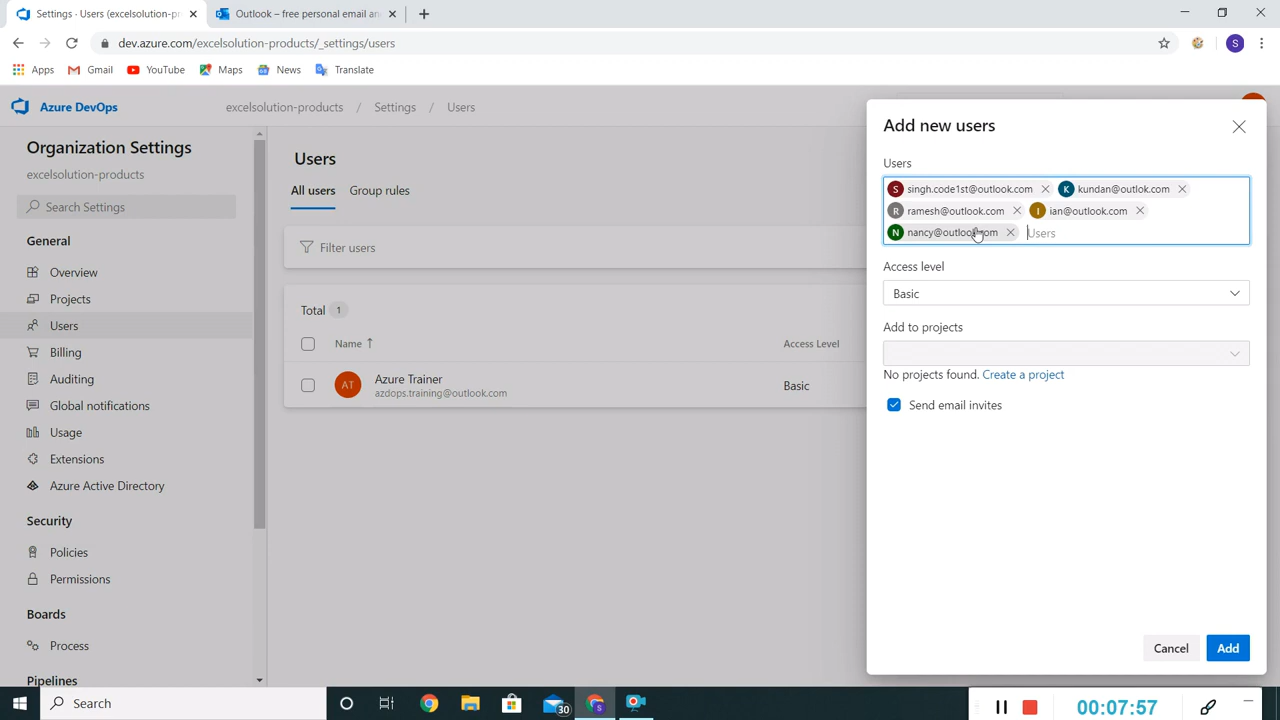 Settings - Users (excelsolution-p
Outlook – free personal email an
dev.azure.com/excelsolution-products/_settings/users
S
Apps
Gmail
YouTube
Maps
News
Translate
Azure DevOps
excelsolution-products / Settings / Users
Organization Settings
excelsolution-products
Search Settings
General
Overview
Projects
Users
Billing
Auditing
Global notifications
Usage
Extensions
Azure Active Directory
Security
Policies
Permissions
Boards
Process
Pipelines
Users
All users
Group rules
Filter users
Total 1
Name
Access Level
AT
Azure Trainer
azdops.training@outlook.com
Basic
Add new users
Users
S singh.code1st@outlook.com K kundan@outlok.com
R ramesh@outlook.com I ian@outlook.com
N nancy@outlook.com Users
Access level
Basic
Add to projects
No projects found. Create a project
Send email invites
Cancel
Add
Search
30
S
00:07:57